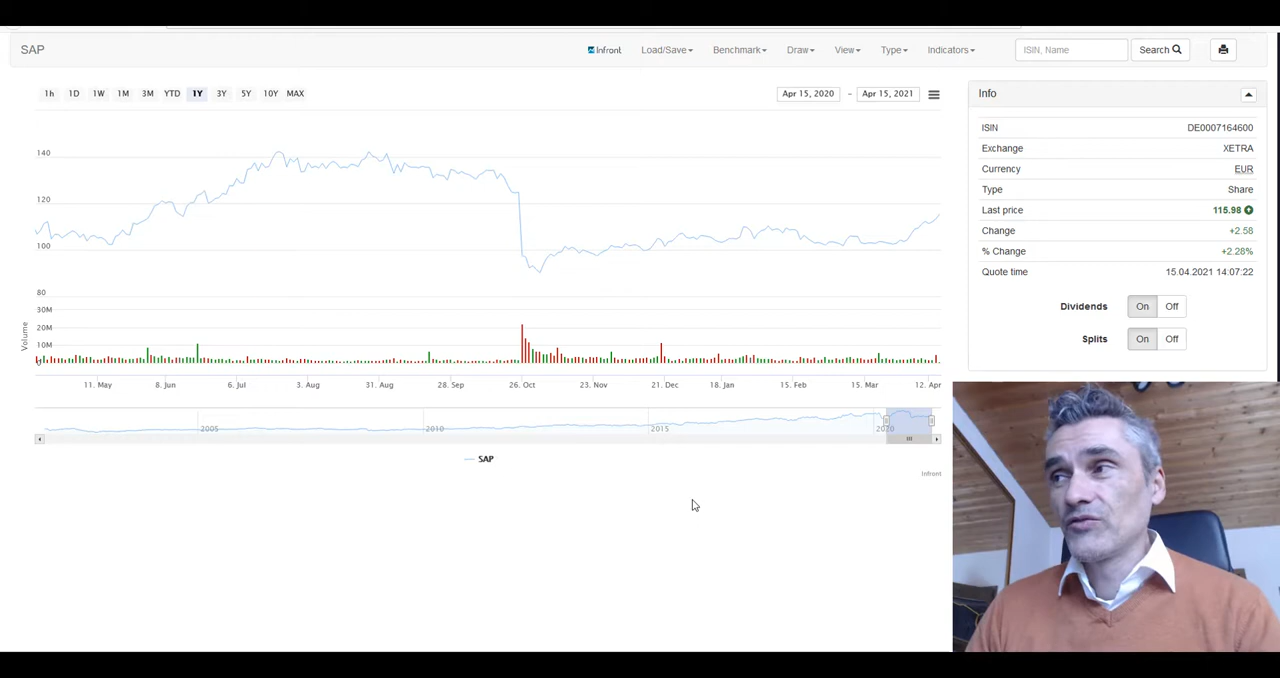 SAP
Infront
Load/Save
Benchmark
Draw
View
Type
Indicators
ISIN, Name
Search
1h 1D 1W 1M 3M YTD 1Y 3Y 5Y 10Y MAX
Apr 15, 2020 - Apr 15, 2021
140
120
100
80
30M
20M
10M
0
Volume
11. May 8. Jun 6. Jul 3. Aug 31. Aug 28. Sep 26. Oct 23. Nov 21. Dec 18. Jan 15. Feb 15. Mar 12. Apr
2005 2010 2015 2020
SAP
Infront
Info
ISIN DE0007164600
Exchange XETRA
Currency EUR
Type Share
Last price 115.98
Change +2.58
% Change +2.28%
Quote time 15.04.2021 14:07:22
Dividends On Off
Splits On Off